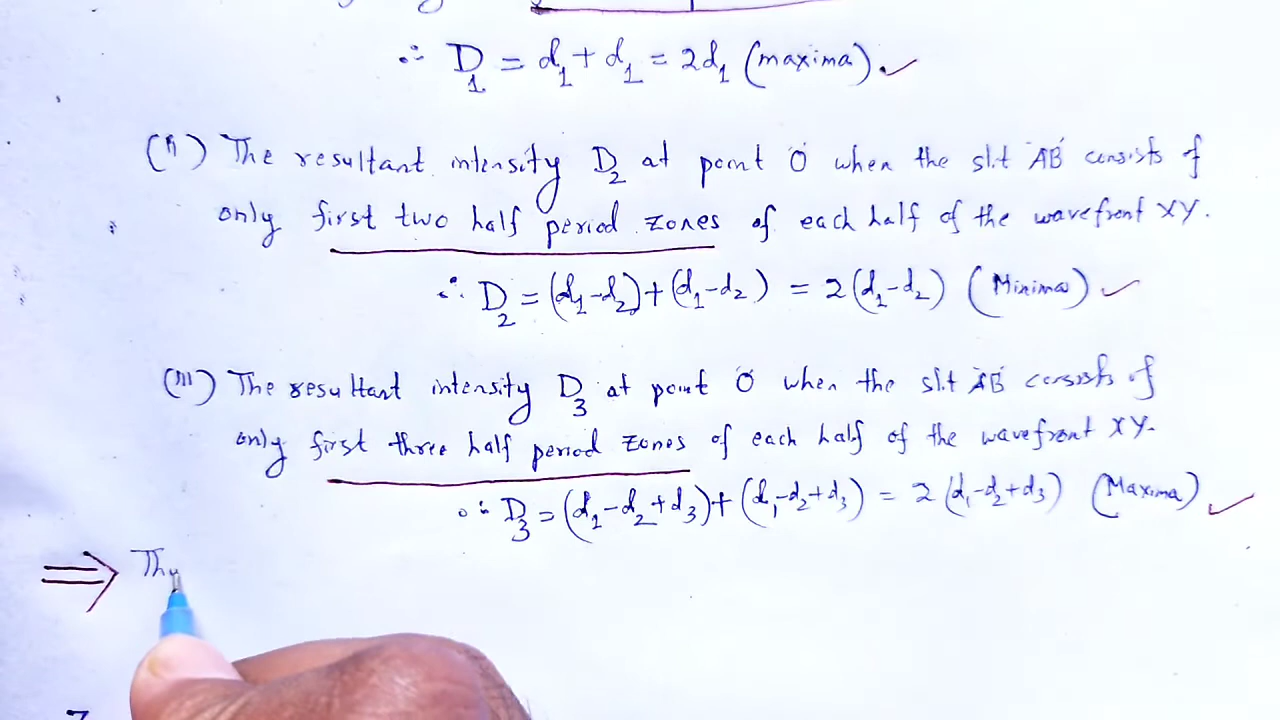 ∴ D₁ = d₁ + d₁ = 2d₁ (maxima).
(II) The resultant intensity D₂ at point O when the slit AB consists of
only first two half period zones of each half of the wavefront XY.
∴ D₂ = (d₁-d₂)+(d₁-d₂) = 2(d₁-d₂) (Minima)
(III) The resultant intensity D₃ at point O when the slit AB consists of
only first three half period zones of each half of the wavefront XY.
∴ D₃ = (d₁-d₂+d₃)+(d₁-d₂+d₃) = 2(d₁-d₂+d₃) (Maxima)
⇒ Thu